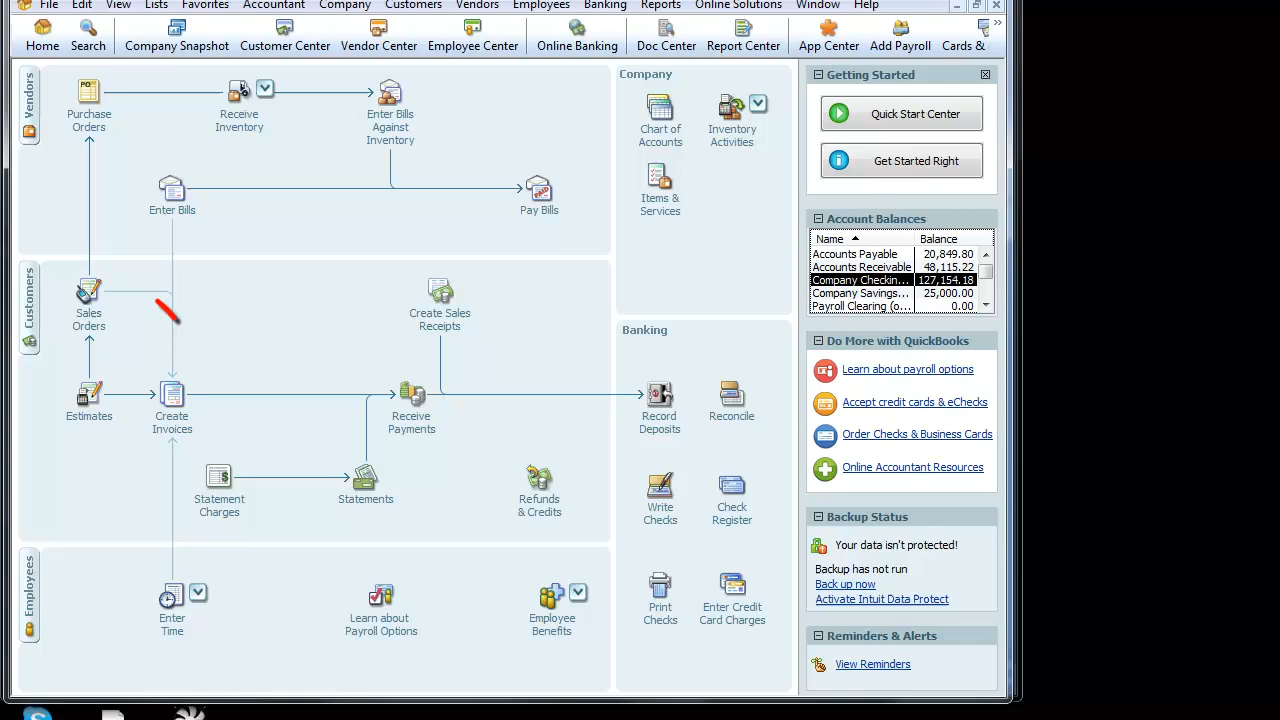 File Edit View Lists Favorites Accountant Company Customers Vendors Employees Banking Reports Online Solutions Window Help
Home Search Company Snapshot Customer Center Vendor Center Employee Center Online Banking Doc Center Report Center App Center Add Payroll Cards & »
Vendors
Purchase
Orders
Receive
Inventory
Enter Bills
Against
Inventory
Enter Bills
Pay Bills
Customers
Sales
Orders
Create Sales
Receipts
Estimates
Create
Invoices
Receive
Payments
Statement
Charges
Statements
Refunds
& Credits
Employees
Enter
Time
Learn about
Payroll Options
Employee
Benefits
Company
Chart of
Accounts
Inventory
Activities
Items &
Services
Banking
Record
Deposits
Reconcile
Write
Checks
Check
Register
Print
Checks
Enter Credit
Card Charges
Getting Started
Quick Start Center
Get Started Right
Account Balances
Name Balance
Accounts Payable 20,849.80
Accounts Receivable 48,115.22
Company Checkin... 127,154.18
Company Savings... 25,000.00
Payroll Clearing (o... 0.00
Do More with QuickBooks
Learn about payroll options
Accept credit cards & eChecks
Order Checks & Business Cards
Online Accountant Resources
Backup Status
Your data isn't protected!
Backup has not run
Back up now
Activate Intuit Data Protect
Reminders & Alerts
View Reminders